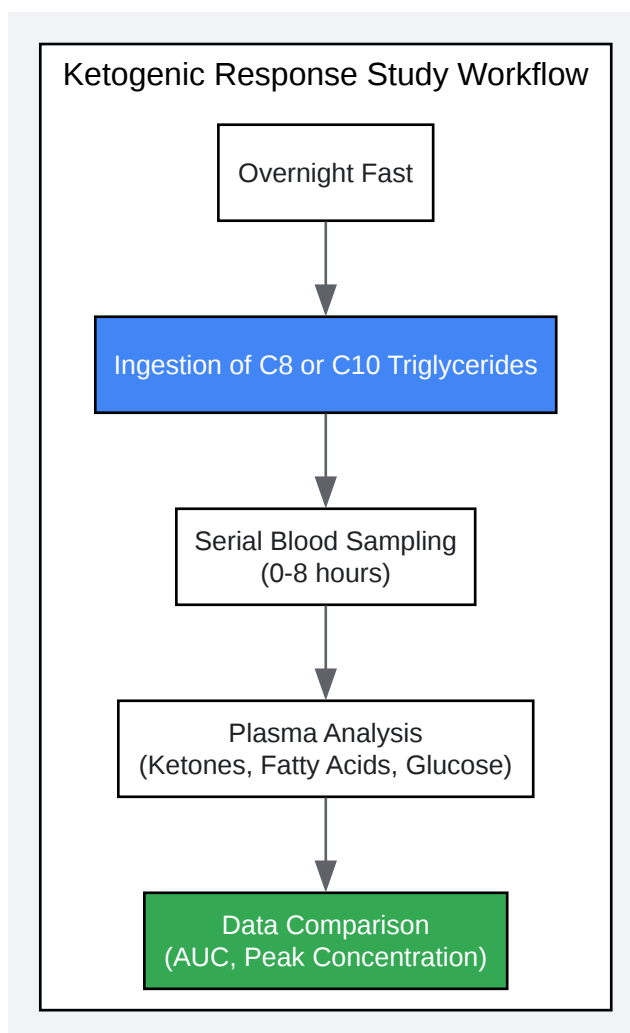 Ketogenic Response Study Workflow
Overnight Fast
Ingestion of C8 or C10 Triglycerides
Serial Blood Sampling
(0-8 hours)
Plasma Analysis
(Ketones, Fatty Acids, Glucose)
Data Comparison
(AUC, Peak Concentration)